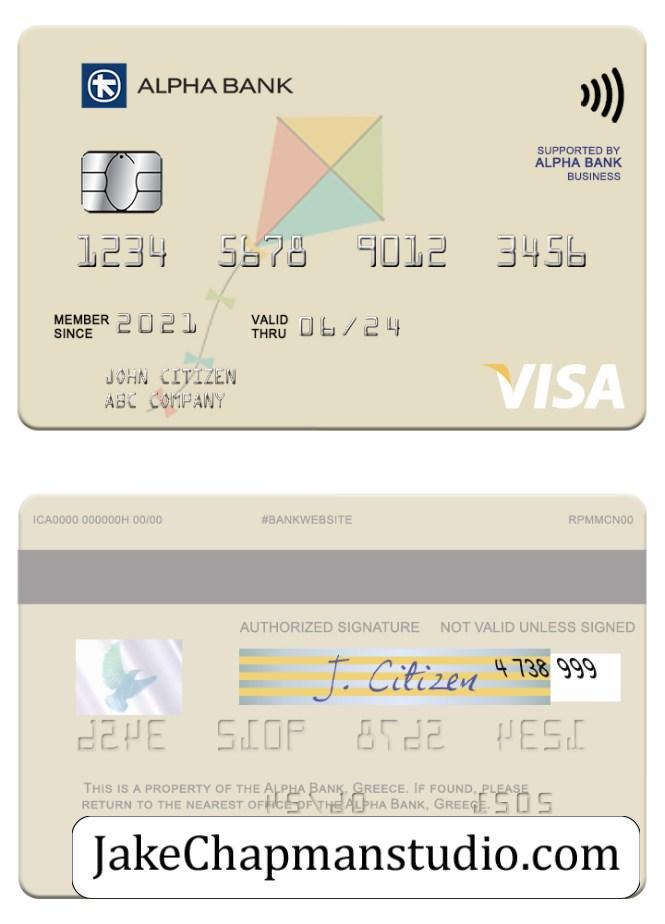 ALPHA BANK
SUPPORTED BY
ALPHA BANK
BUSINESS
1234 5678 9012 3456
MEMBER SINCE 2021 VALID THRU 06/24
JOHN CITIZEN
ABC COMPANY
VISA
ICA0000 000000H 00/00 #BANKWEBSITE RPMMCN00
AUTHORIZED SIGNATURE NOT VALID UNLESS SIGNED
J. Citizen 4 738 999
THIS IS A PROPERTY OF THE ALPHA BANK, GREECE. IF FOUND, PLEASE
RETURN TO THE NEAREST OFFICE OF THE ALPHA BANK, GREECE.
JakeChapmanstudio.com